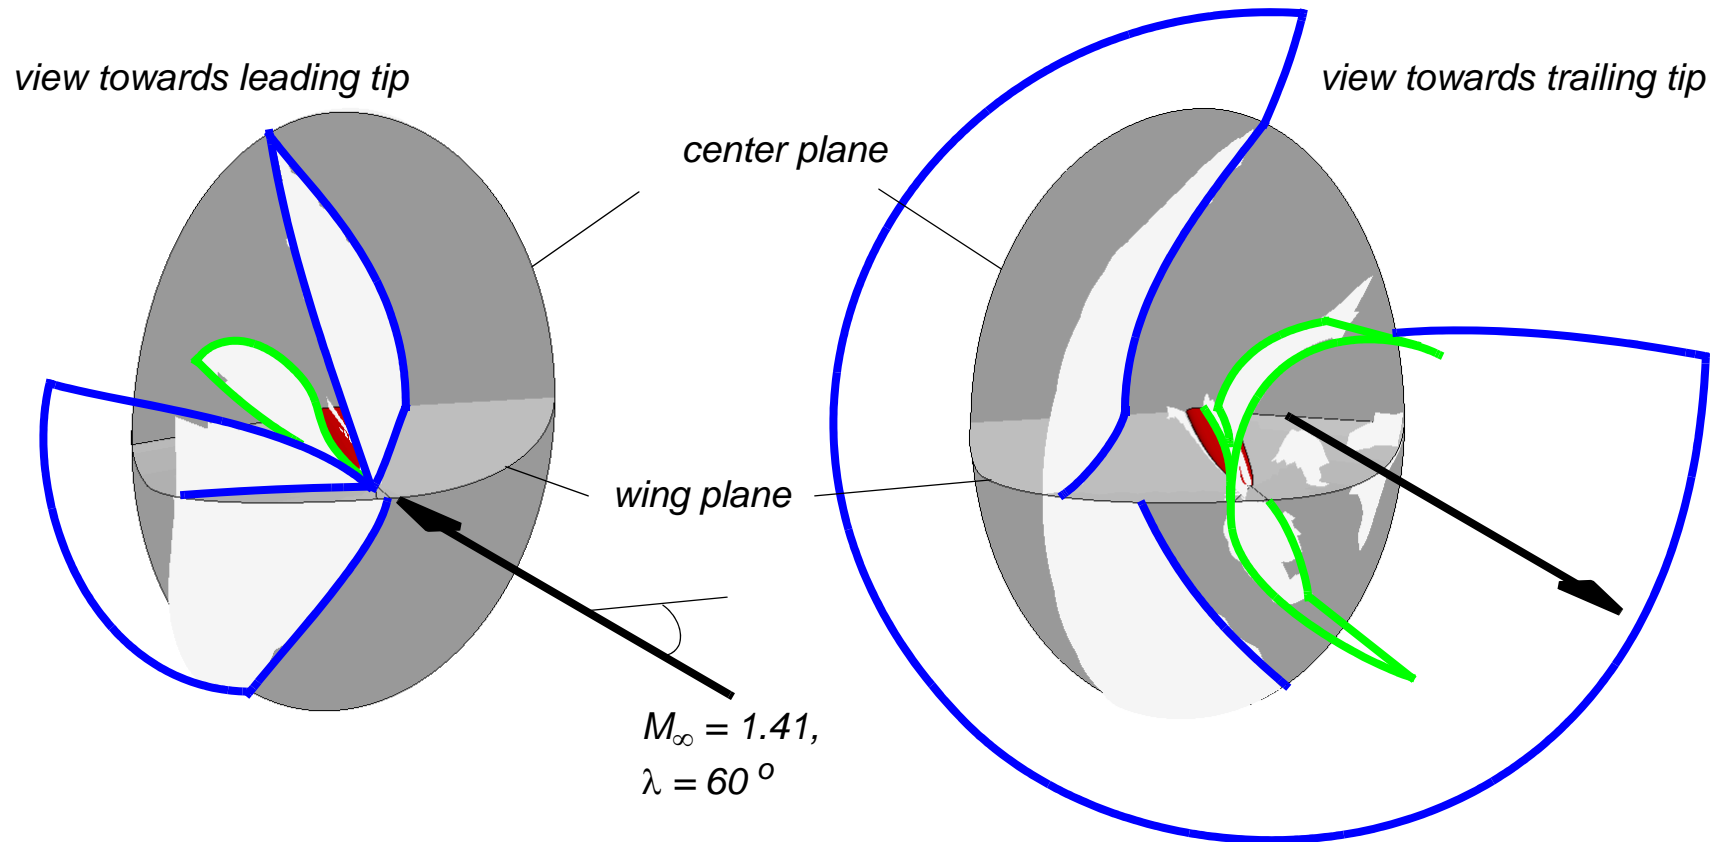 view towards leading tip
view towards trailing tip
center plane
wing plane
M∞ = 1.41,
λ = 60 o